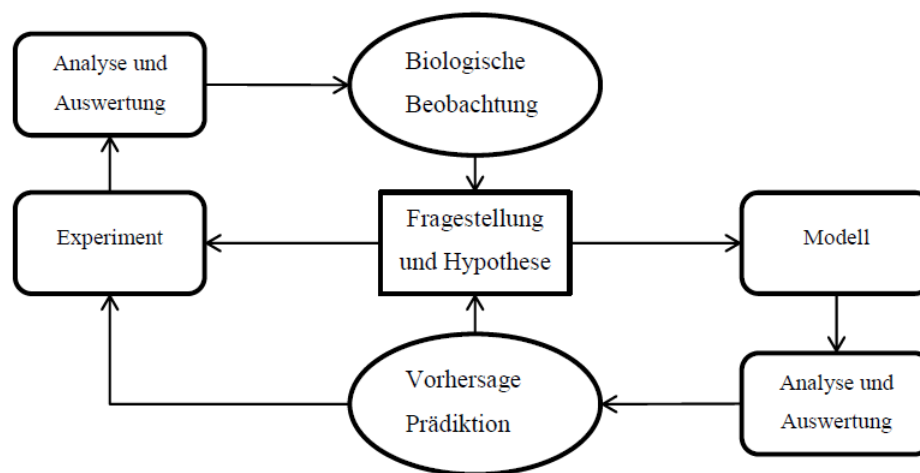 Analyse und
Auswertung
Biologische
Beobachtung
Experiment
Fragestellung
und Hypothese
Modell
Vorhersage
Prädiktion
Analyse und
Auswertung